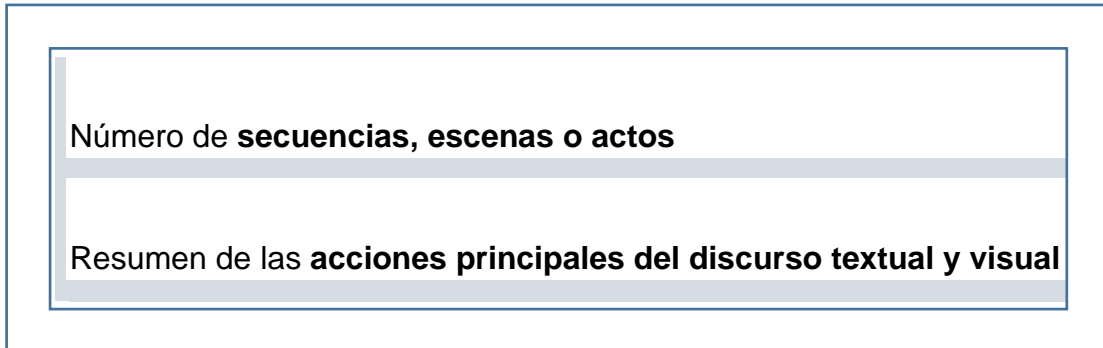 Número de secuencias, escenas o actos
Resumen de las acciones principales del discurso textual y visual